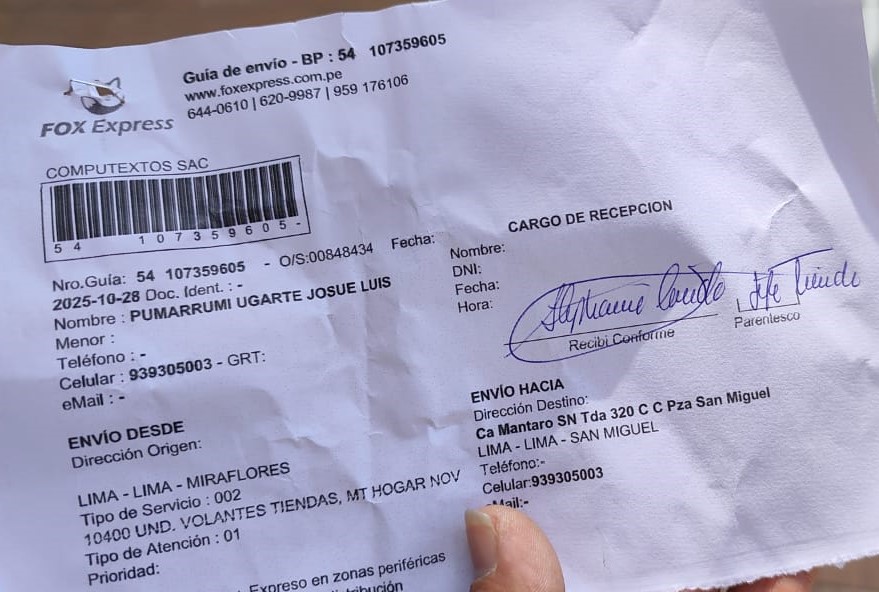 Guía de envío - BP : 54 107359605
www.foxexpress.com.pe
644-0610 | 620-9987 | 959 176106
FOX Express
COMPUTEXTOS SAC
54 107359605-
Nro.Guía: 54 107359605 - O/S:00848434 Fecha:
2025-10-28 Doc. Ident. : -
Nombre : PUMARRUMI UGARTE JOSUE LUIS
Menor :
Teléfono : -
Celular : 939305003 - GRT:
eMail : -
ENVÍO DESDE
Dirección Origen:
LIMA - LIMA - MIRAFLORES
Tipo de Servicio : 002
10400 UND. VOLANTES TIENDAS, MT HOGAR NOV
Tipo de Atención : 01
Prioridad:
Expreso en zonas periféricas
CARGO DE RECEPCION
Nombre:
DNI:
Fecha:
Hora:
Jefe Tienda
Recibi Conforme
Parentesco
ENVÍO HACIA
Dirección Destino:
Ca Mantaro SN Tda 320 C C Pza San Miguel
LIMA - LIMA - SAN MIGUEL
Teléfono:-
Celular:939305003